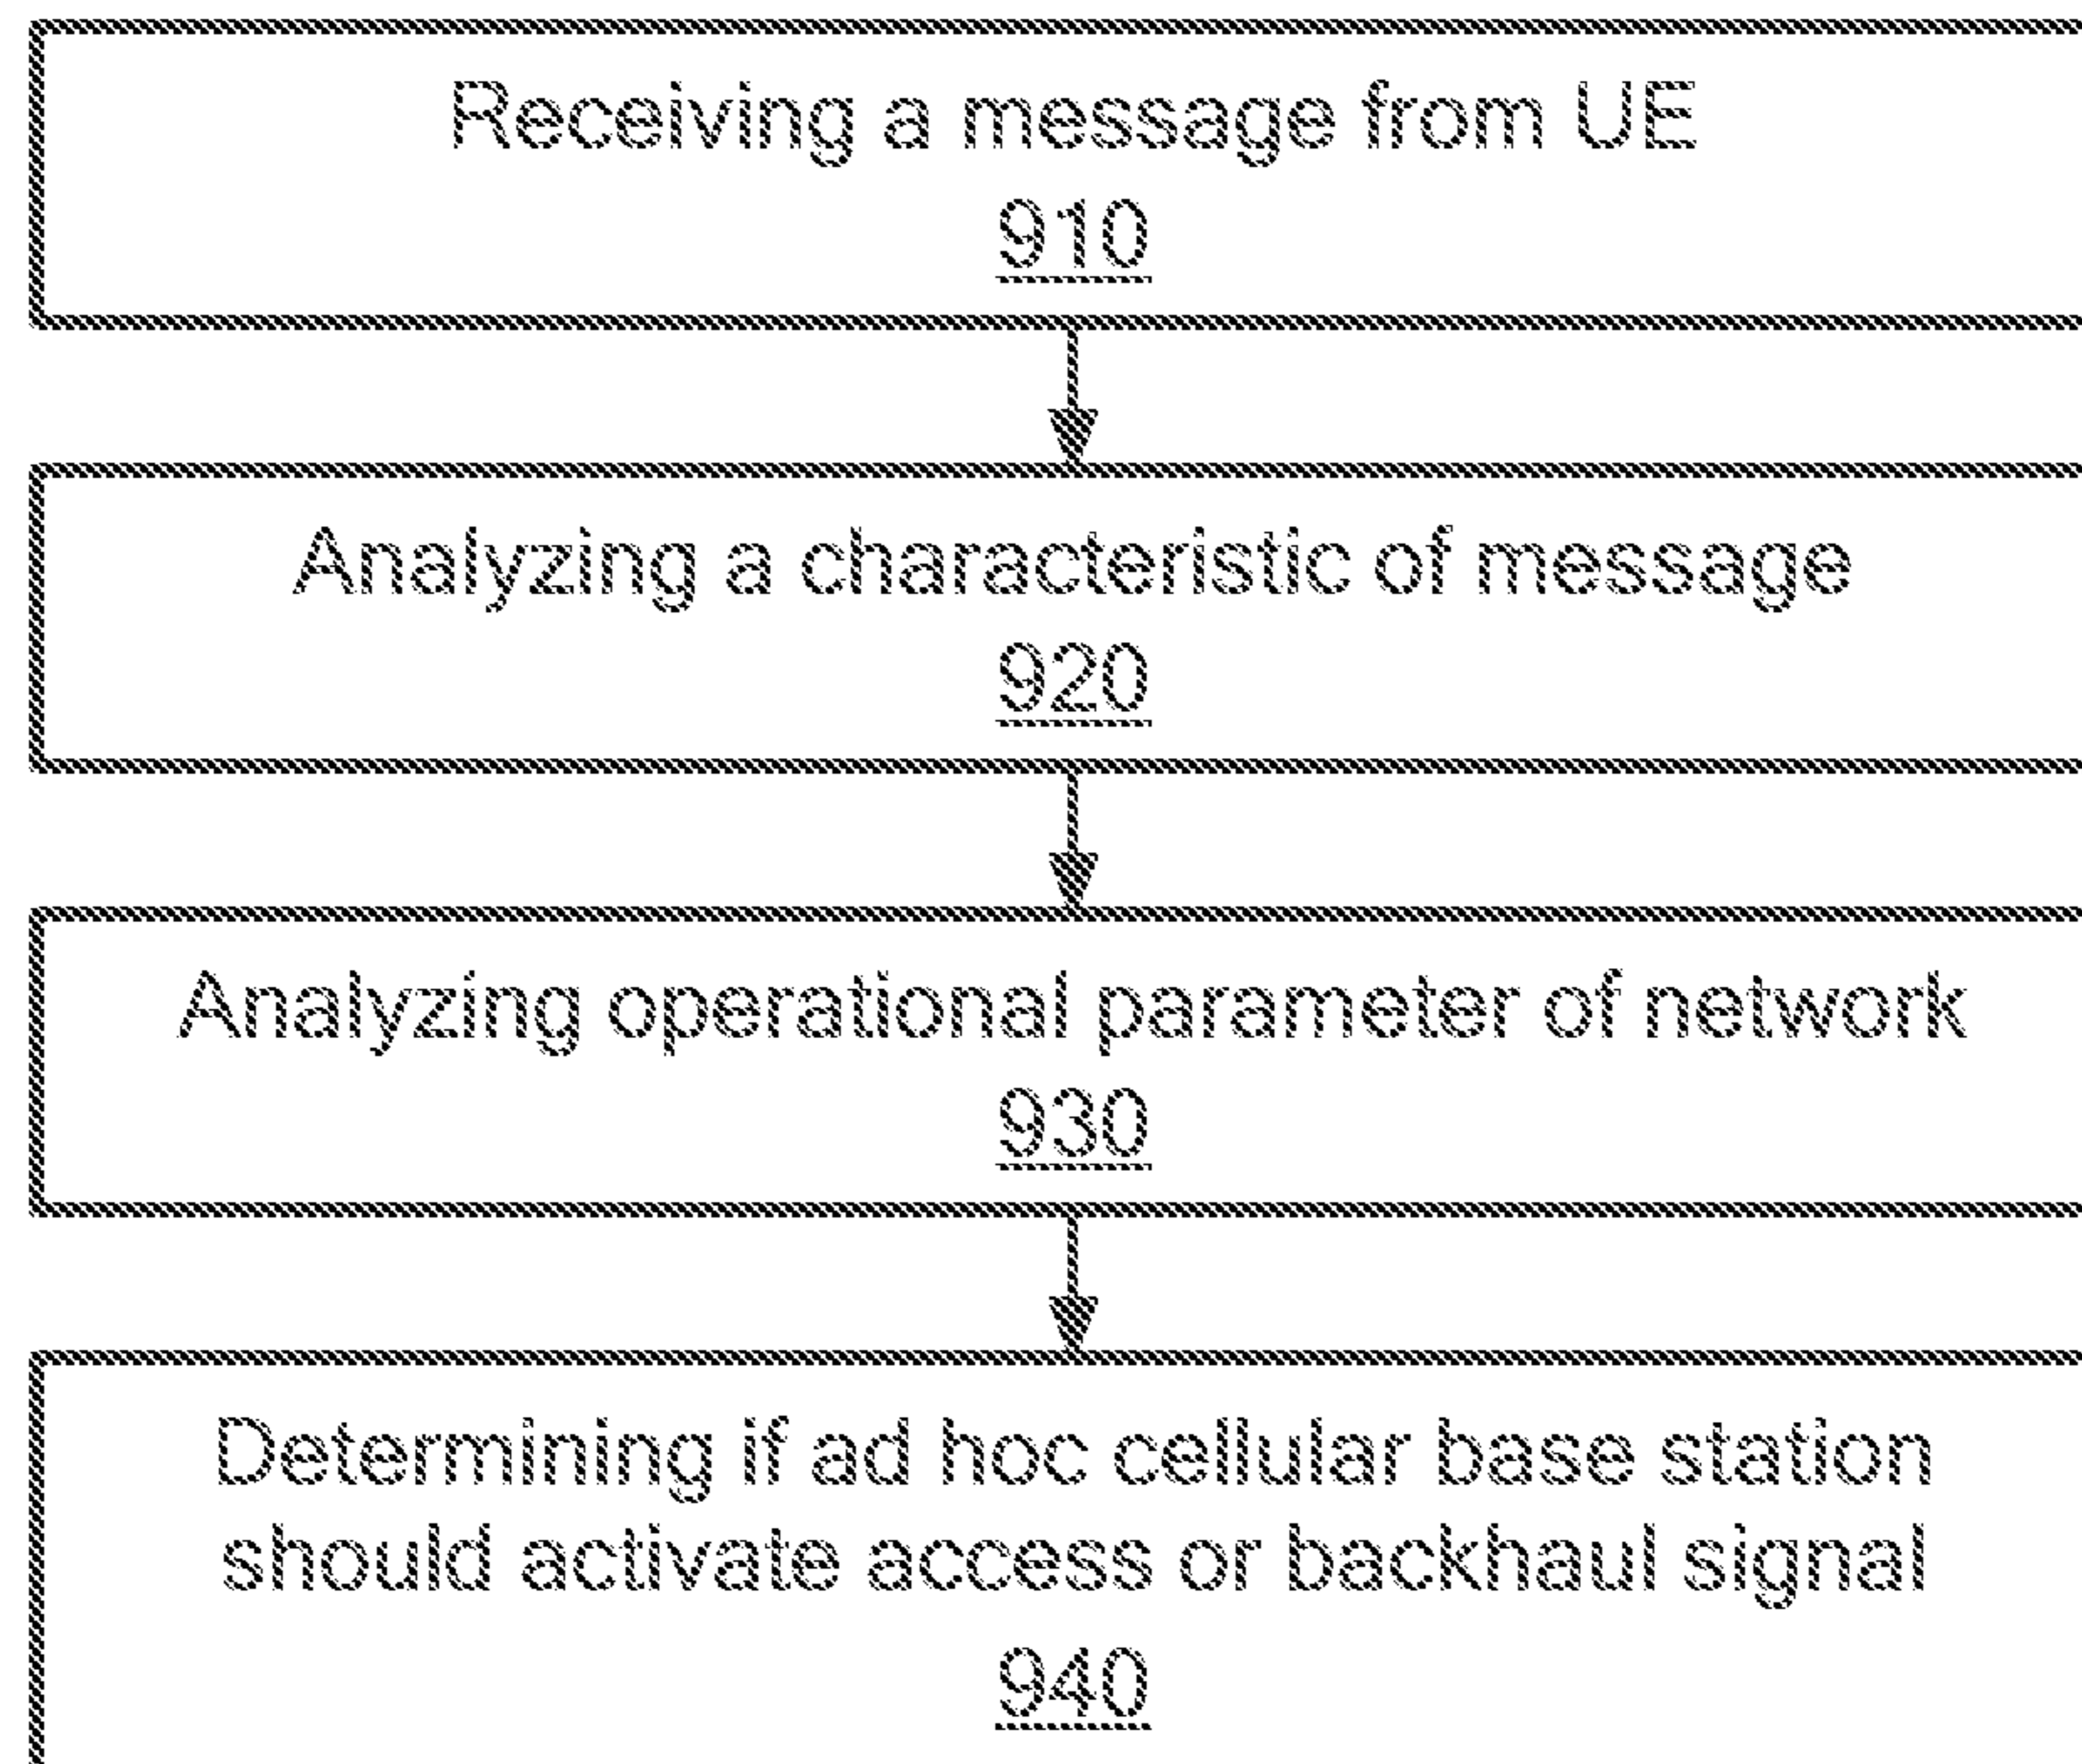 Receiving a message from UE
910
Analyzing a characteristic of message
920
Analyzing operational parameter of network
930
Determining if ad hoc cellular base station
should activate access or backhaul signal
940